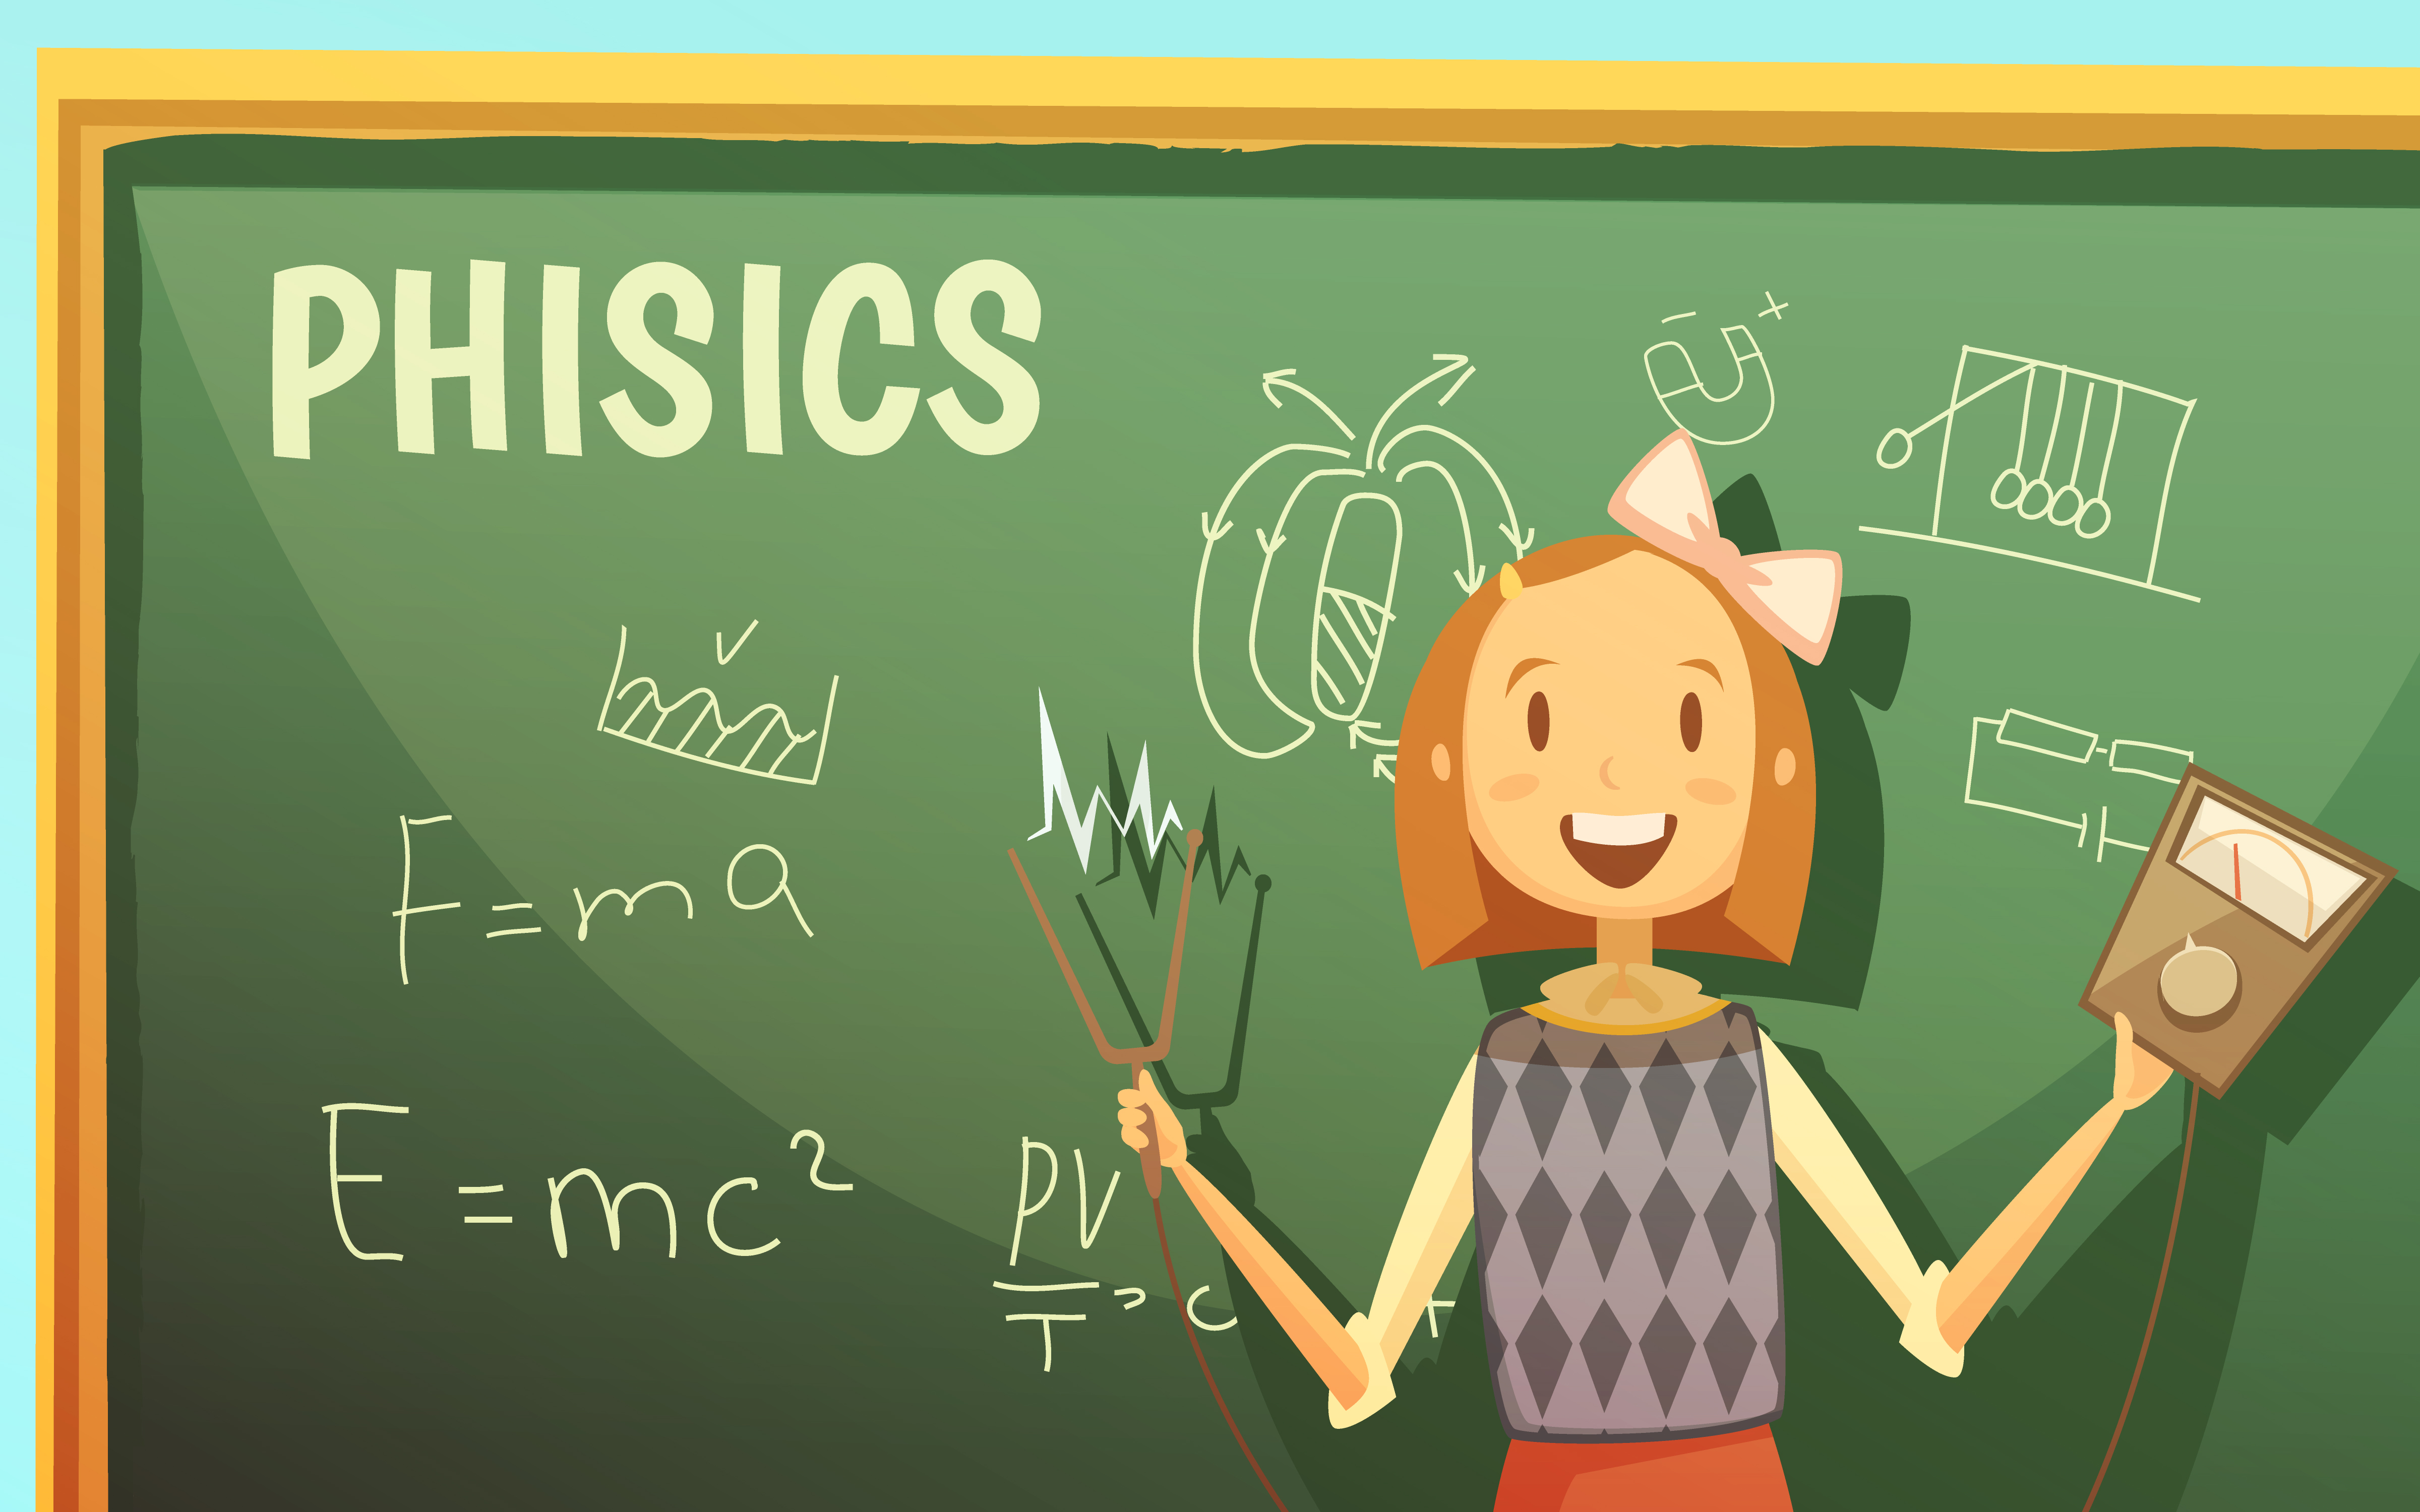 PHISICS
- +
F = ma
E = mc²
PV
T = c